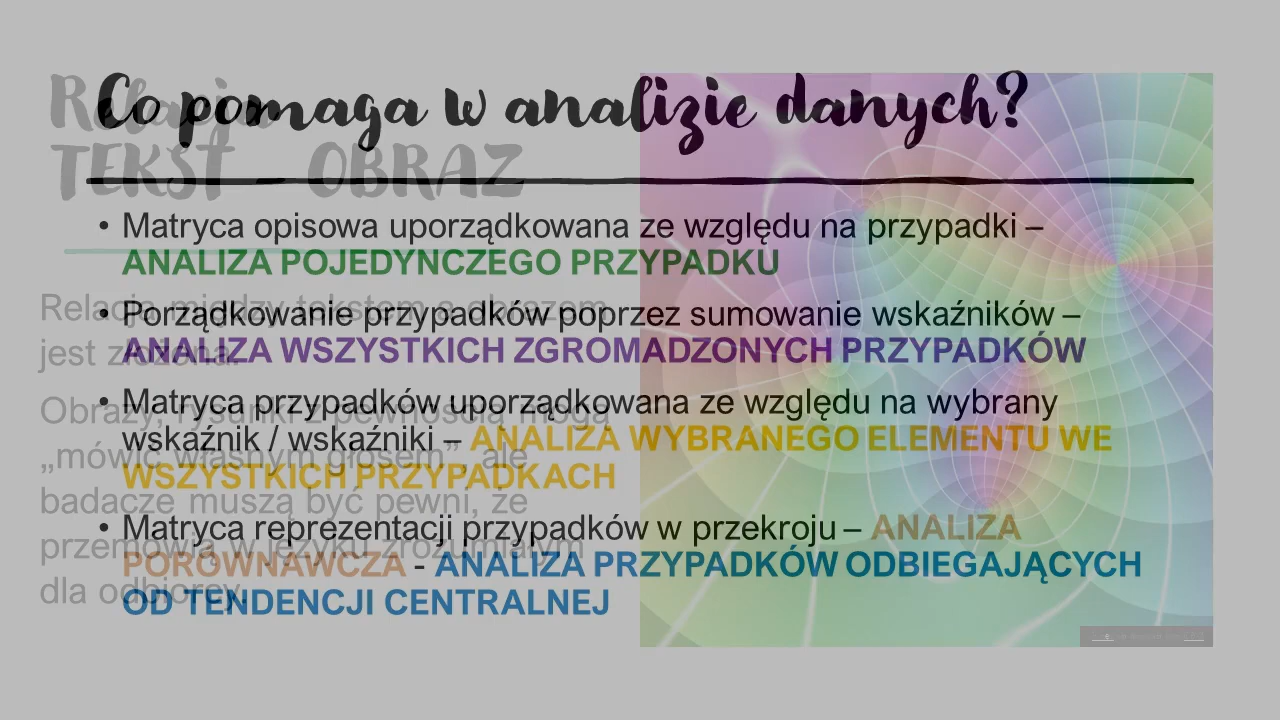 Co pomaga w analizie danych?
• Matryca opisowa uporządkowana ze względu na przypadki –
ANALIZA POJEDYNCZEGO PRZYPADKU
• Porządkowanie przypadków poprzez sumowanie wskaźników –
ANALIZA WSZYSTKICH ZGROMADZONYCH PRZYPADKÓW
• Matryca przypadków uporządkowana ze względu na wybrany
wskaźnik / wskaźniki – ANALIZA WYBRANEGO ELEMENTU WE
WSZYSTKICH PRZYPADKACH
• Matryca reprezentacji przypadków w przekroju – ANALIZA
PORÓWNAWCZA - ANALIZA PRZYPADKÓW ODBIEGAJĄCYCH
OD TENDENCJI CENTRALNEJ
Relacja
TEKST – OBRAZ
Relacja między tekstem a obrazem
jest złożona.
Obrazy, rysunki z pewnością mogą
„mówić własnym głosem”, ale
badacze muszą być pewni, że
przemówią w języku zrozumiałym
dla odbiorcy.